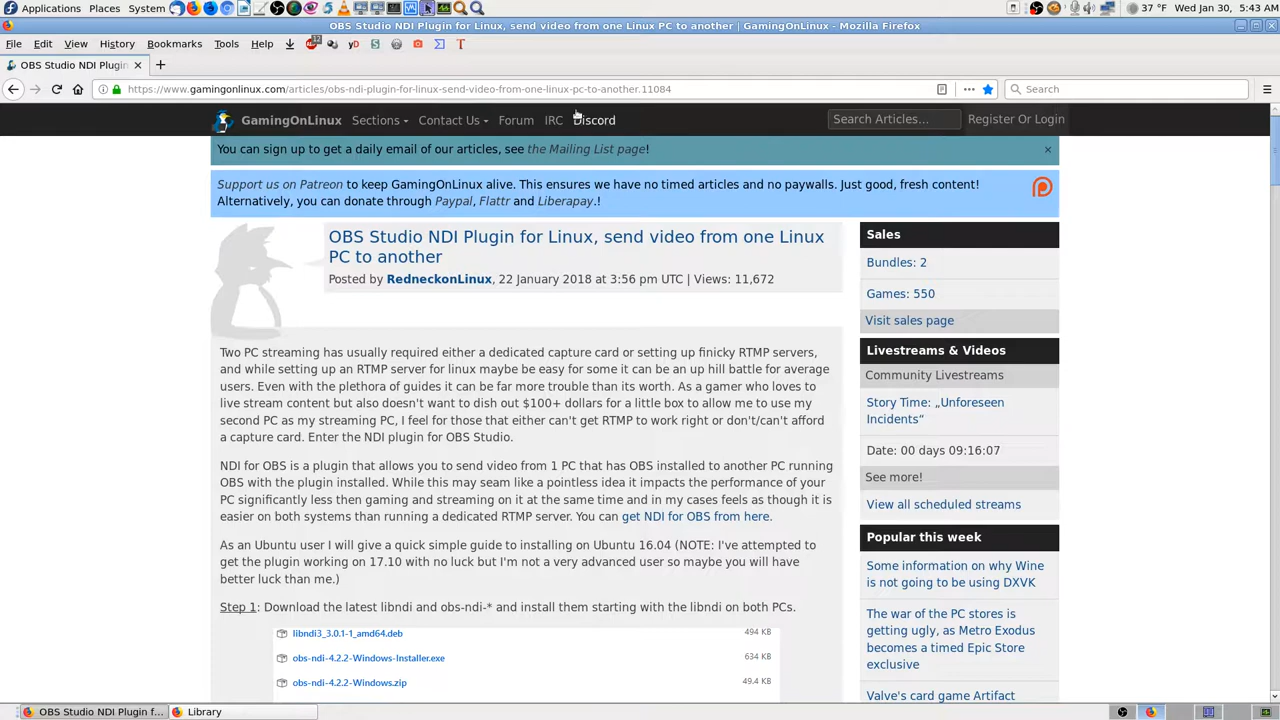 Applications Places System 37 °F Wed Jan 30, 5:43 AM
OBS Studio NDI Plugin for Linux, send video from one Linux PC to another | GamingOnLinux - Mozilla Firefox
File Edit View History Bookmarks Tools Help 12 yD S T
OBS Studio NDI Plugin × +
https://www.gamingonlinux.com/articles/obs-ndi-plugin-for-linux-send-video-from-one-linux-pc-to-another.11084 Search
GamingOnLinux Sections Contact Us Forum IRC Discord Search Articles... Register Or Login
You can sign up to get a daily email of our articles, see the Mailing List page! ×
Support us on Patreon to keep GamingOnLinux alive. This ensures we have no timed articles and no paywalls. Just good, fresh content!
Alternatively, you can donate through Paypal, Flattr and Liberapay.!
OBS Studio NDI Plugin for Linux, send video from one Linux
PC to another
Posted by RedneckonLinux, 22 January 2018 at 3:56 pm UTC | Views: 11,672
Two PC streaming has usually required either a dedicated capture card or setting up finicky RTMP servers,
and while setting up an RTMP server for linux maybe be easy for some it can be an up hill battle for average
users. Even with the plethora of guides it can be far more trouble than its worth. As a gamer who loves to
live stream content but also doesn't want to dish out $100+ dollars for a little box to allow me to use my
second PC as my streaming PC, I feel for those that either can't get RTMP to work right or don't/can't afford
a capture card. Enter the NDI plugin for OBS Studio.
NDI for OBS is a plugin that allows you to send video from 1 PC that has OBS installed to another PC running
OBS with the plugin installed. While this may seam like a pointless idea it impacts the performance of your
PC significantly less then gaming and streaming on it at the same time and in my cases feels as though it is
easier on both systems than running a dedicated RTMP server. You can get NDI for OBS from here.
As an Ubuntu user I will give a quick simple guide to installing on Ubuntu 16.04 (NOTE: I've attempted to
get the plugin working on 17.10 with no luck but I'm not a very advanced user so maybe you will have
better luck than me.)
Step 1: Download the latest libndi and obs-ndi-* and install them starting with the libndi on both PCs.
libndi3_3.0.1-1_amd64.deb 494 KB
obs-ndi-4.2.2-Windows-Installer.exe 634 KB
obs-ndi-4.2.2-Windows.zip 49.4 KB
Sales
Bundles: 2
Games: 550
Visit sales page
Livestreams & Videos
Community Livestreams
Story Time: „Unforeseen
Incidents“
Date: 00 days 09:16:07
See more!
View all scheduled streams
Popular this week
Some information on why Wine
is not going to be using DXVK
The war of the PC stores is
getting ugly, as Metro Exodus
becomes a timed Epic Store
exclusive
Valve's card game Artifact
OBS Studio NDI Plugin f... Library